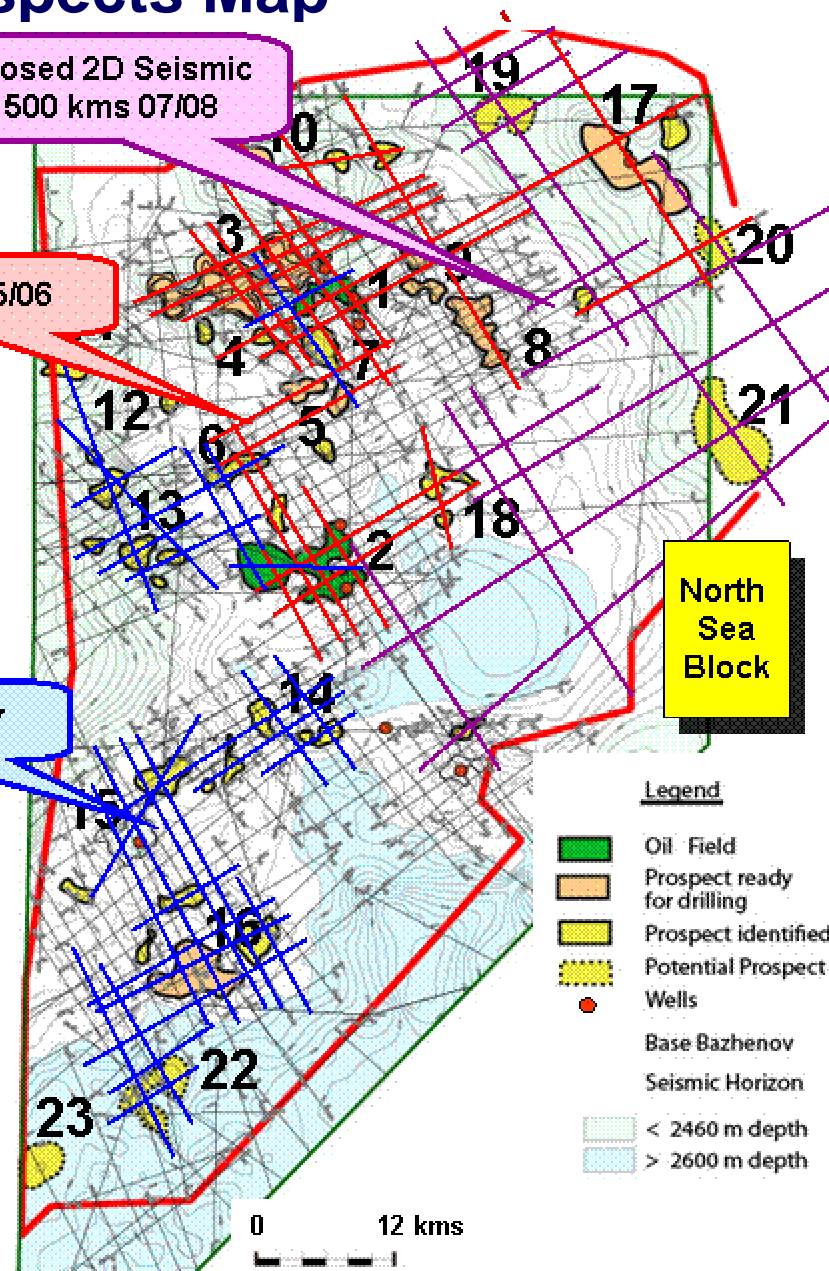 spects Map
osed 2D Seismic
500 kms 07/08
19
17
10
3
9
20
1
5/06
4
7
8
12
5
21
6
13
18
2
North
Sea
Block
14
15
16
22
23
Legend
Oil Field
Prospect ready
for drilling
Prospect identified
Potential Prospect
Wells
Base Bazhenov
Seismic Horizon
< 2460 m depth
> 2600 m depth
0 12 kms